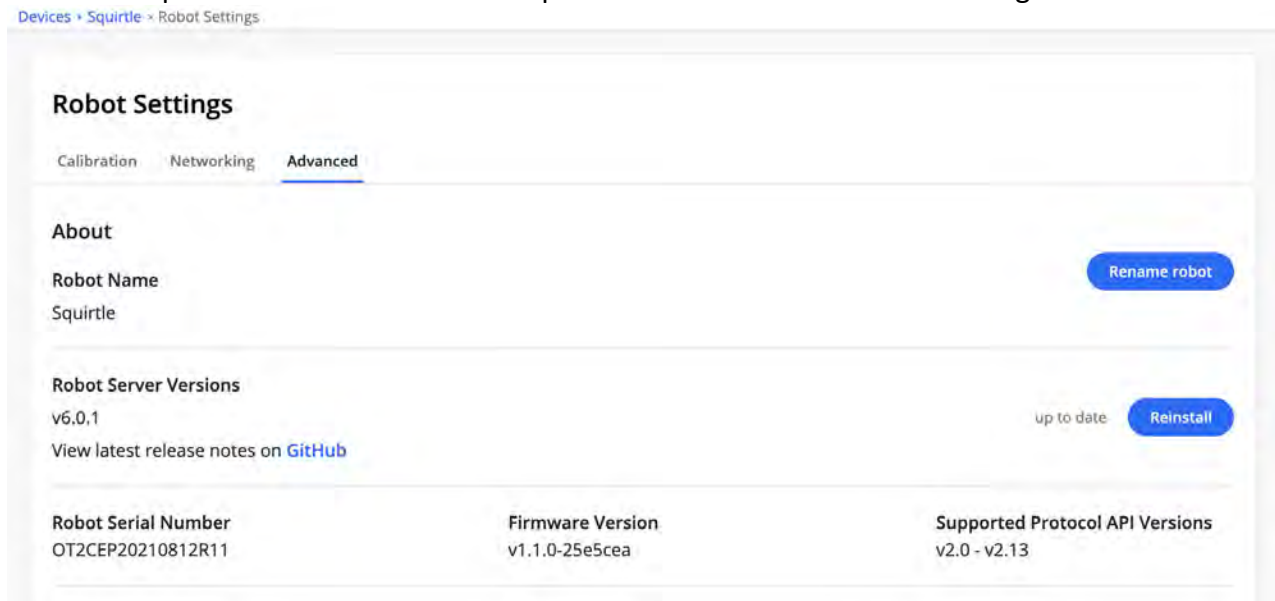 Devices › Squirtle › Robot Settings
Robot Settings
Calibration Networking Advanced
About
Robot Name
Squirtle
Rename robot
Robot Server Versions
v6.0.1
View latest release notes on GitHub
up to date Reinstall
Robot Serial Number Firmware Version Supported Protocol API Versions
OT2CEP20210812R11 v1.1.0-25e5cea v2.0 - v2.13